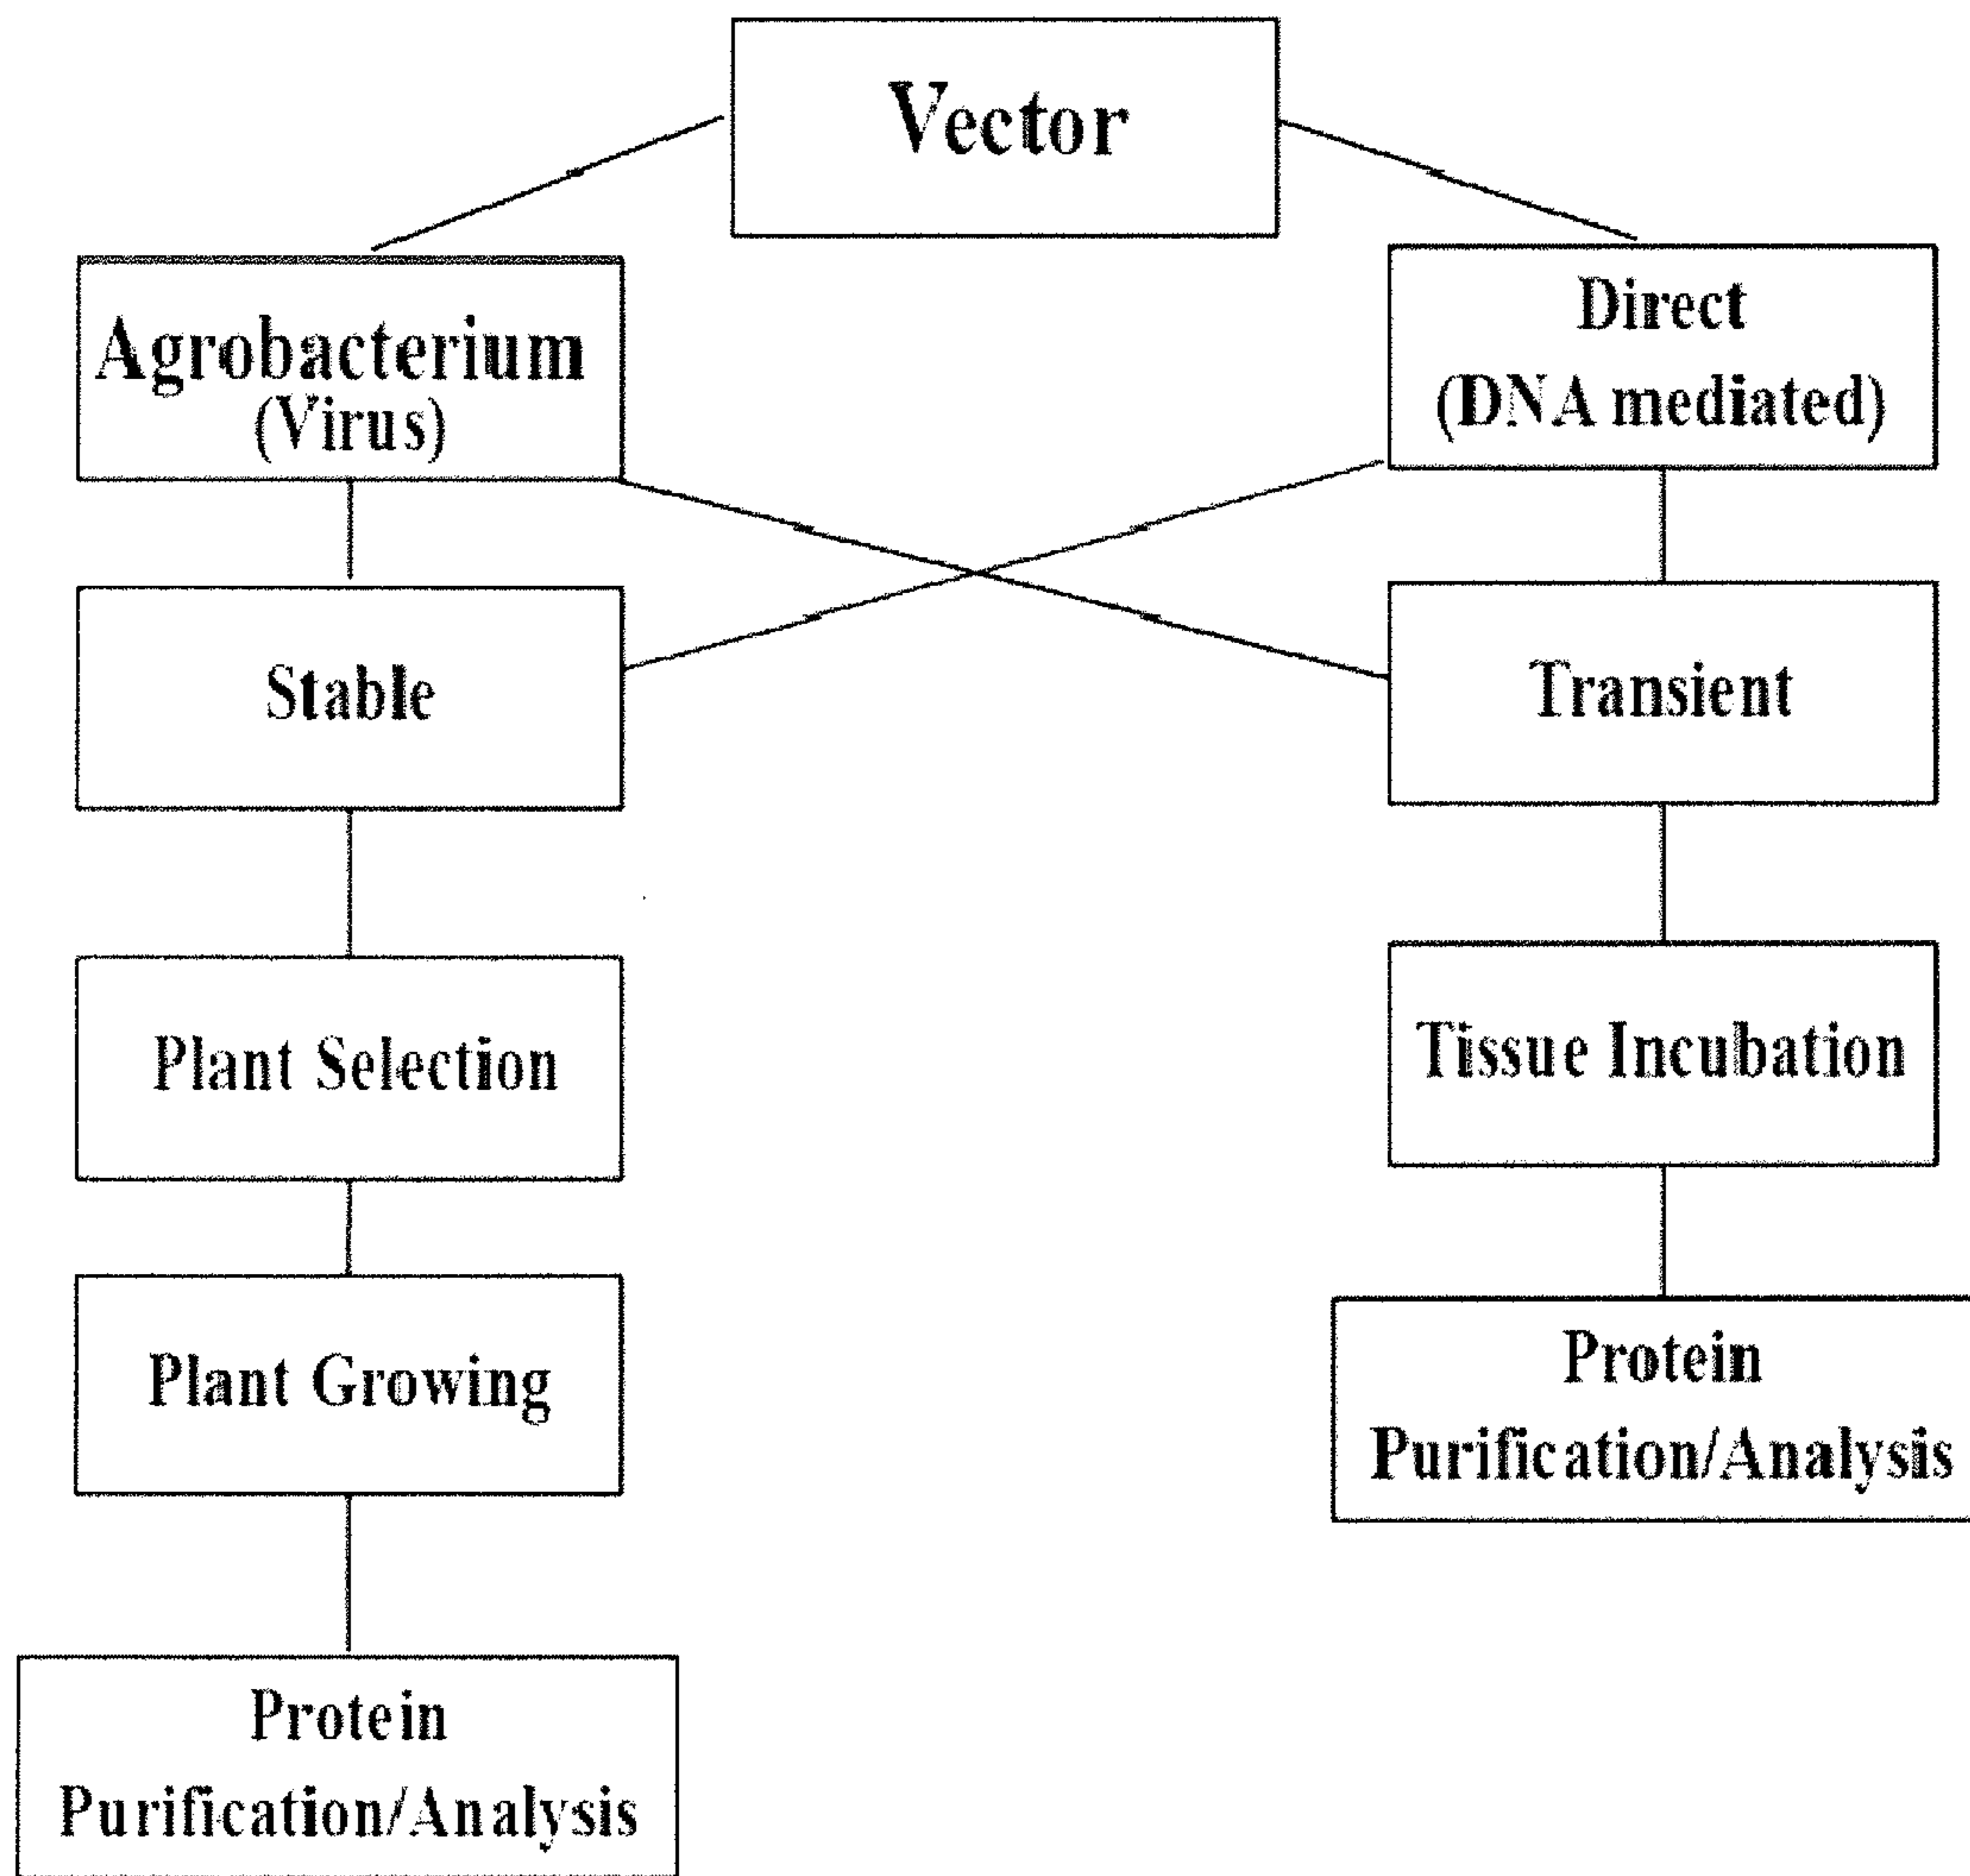 Vector
Agrobacterium
(Virus)
Direct
(DNA mediated)
Stable
Transient
Plant Selection
Tissue Incubation
Plant Growing
Protein
Purification/Analysis
Protein
Purification/Analysis